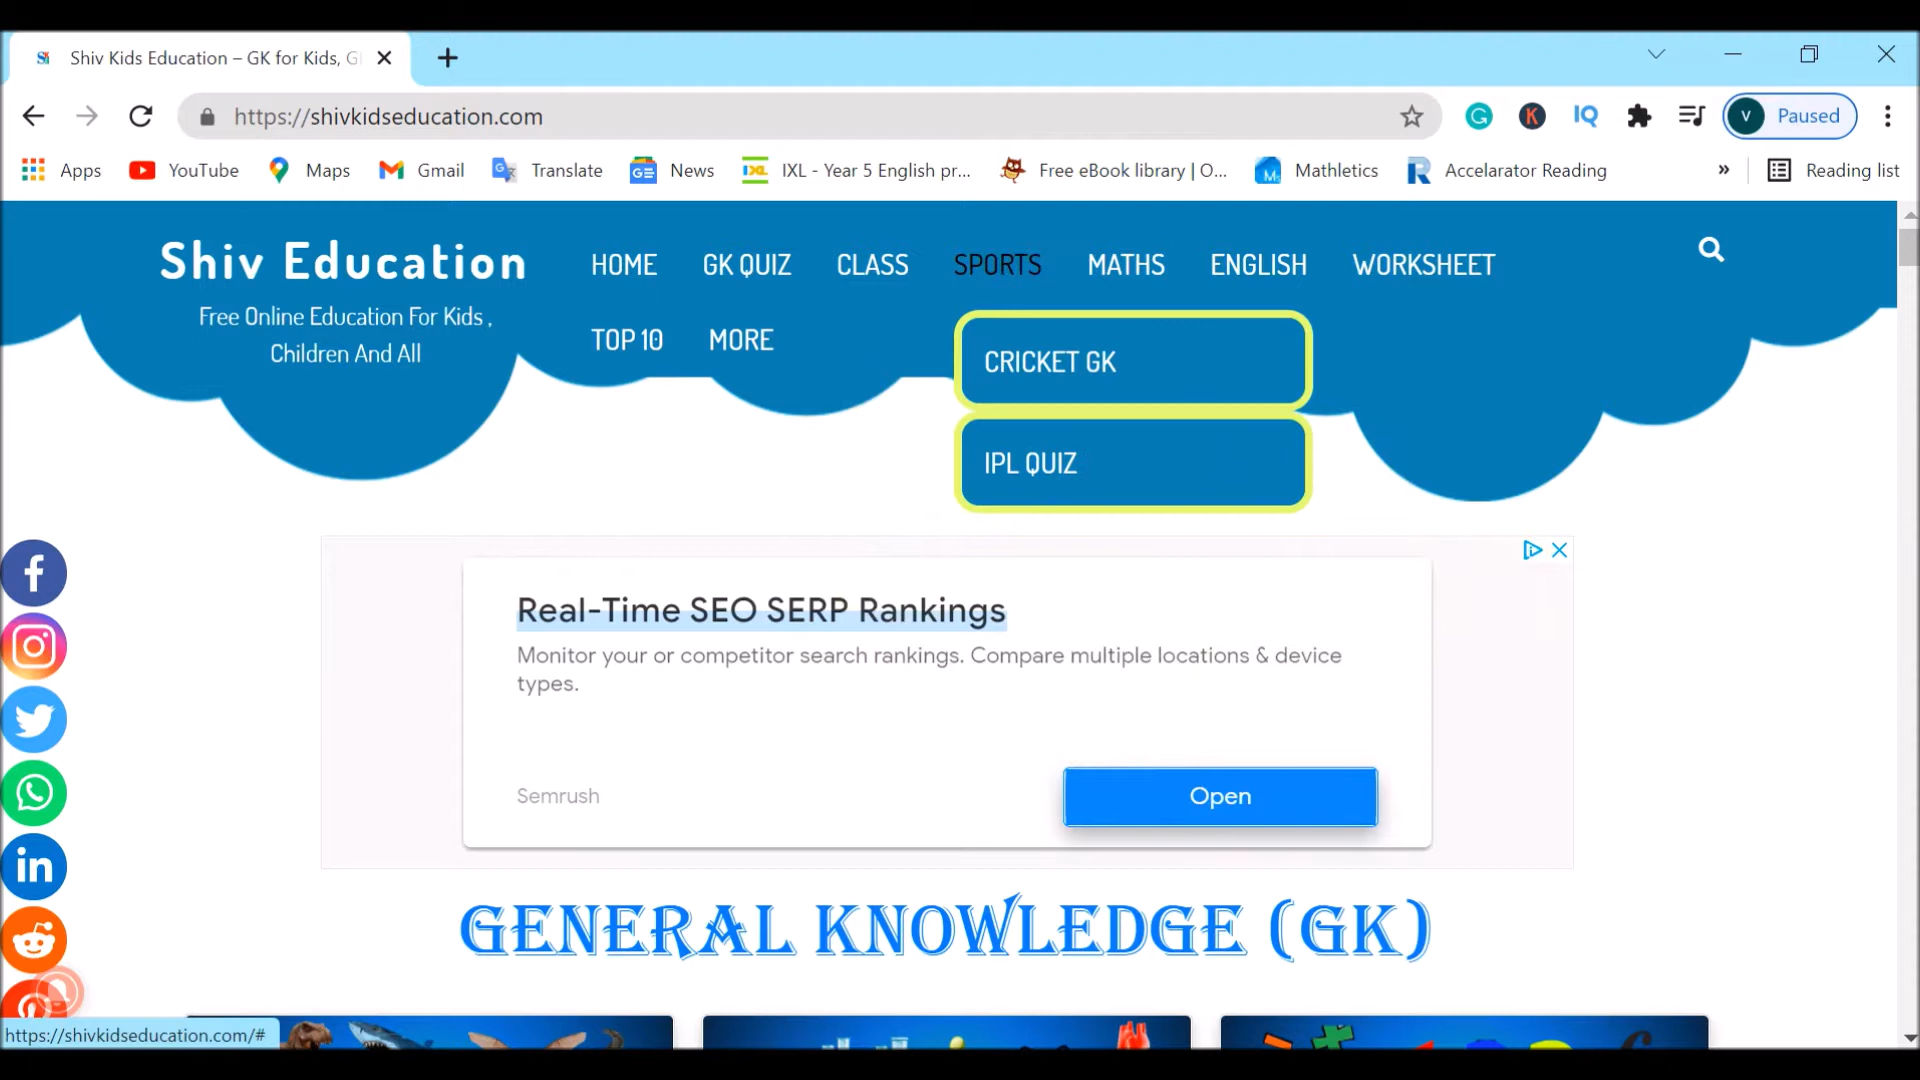 Shiv Kids Education – GK for Kids, G
https://shivkidseducation.com
Paused
Apps
YouTube
Maps
Gmail
Translate
News
IXL - Year 5 English pr...
Free eBook library | O...
Mathletics
Accelarator Reading
»
Reading list
Shiv Education
Free Online Education For Kids ,
Children And All
HOME
GK QUIZ
CLASS
SPORTS
MATHS
ENGLISH
WORKSHEET
TOP 10
MORE
CRICKET GK
IPL QUIZ
Real-Time SEO SERP Rankings
Monitor your or competitor search rankings. Compare multiple locations & device
types.
Semrush
Open
GENERAL KNOWLEDGE (GK)
https://shivkidseducation.com/#